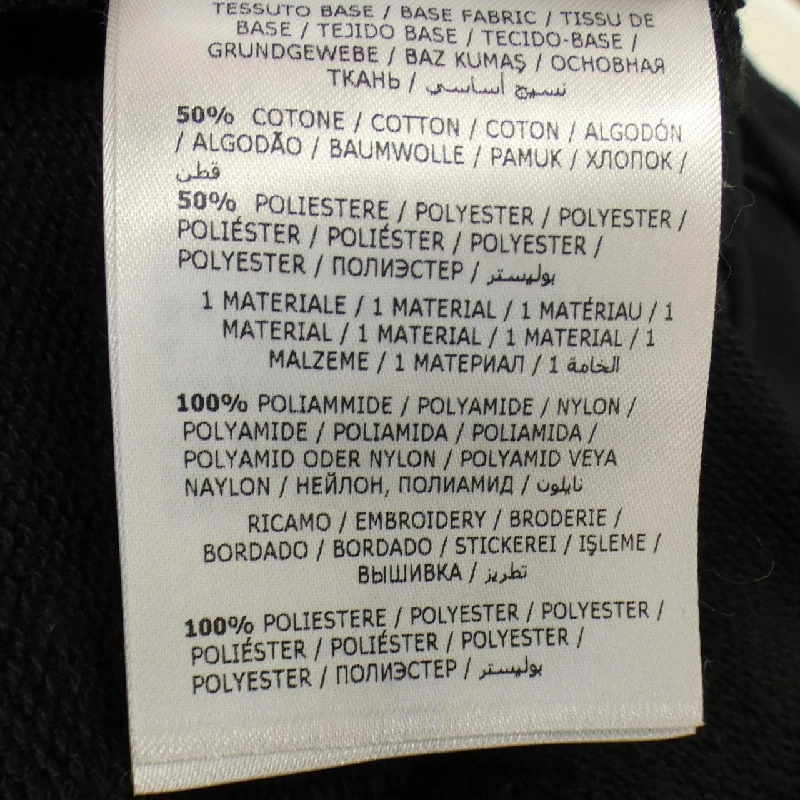 TESSUTO BASE / BASE FABRIC / TISSU DE
BASE / TEJIDO BASE / TECIDO-BASE /
GRUNDGEWEBE / BAZ KUMAŞ / ОСНОВНАЯ
ТКАНЬ / نسيج أساسي
50% COTONE / COTTON / COTON / ALGODÓN
/ ALGODÃO / BAUMWOLLE / PAMUK / ХЛОПОК /
قطن
50% POLIESTERE / POLYESTER / POLYESTER /
POLIÉSTER / POLIÉSTER / POLYESTER /
POLYESTER / ПОЛИЭСТЕР / بوليستر
1 MATERIALE / 1 MATERIAL / 1 MATÉRIAU / 1
MATERIAL / 1 MATERIAL / 1 MATERIAL / 1
MALZEME / 1 МАТЕРИАЛ / 1 الخامة
100% POLIAMMIDE / POLYAMIDE / NYLON /
POLYAMIDE / POLIAMIDA / POLIAMIDA /
POLYAMID ODER NYLON / POLYAMID VEYA
NAYLON / НЕЙЛОН, ПОЛИАМИД / نايلون
RICAMO / EMBROIDERY / BRODERIE /
BORDADO / BORDADO / STICKEREI / IŞLEME /
ВЫШИВКА / تطريز
100% POLIESTERE / POLYESTER / POLYESTER /
POLIÉSTER / POLIÉSTER / POLYESTER /
POLYESTER / ПОЛИЭСТЕР / بوليستر